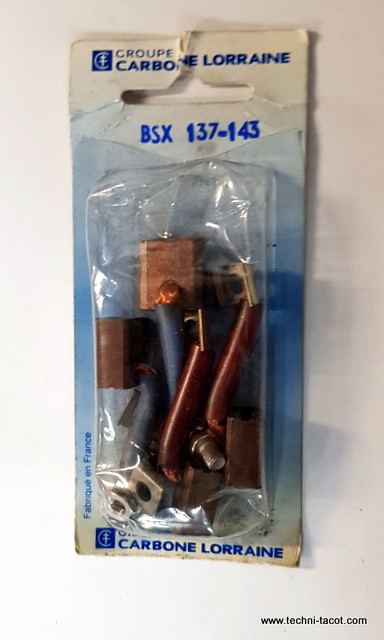 GROUPE
CARBONE LORRAINE
BSX 137-143
Fabriqué en France
CARBONE LORRAINE
www.techni-tacot.com